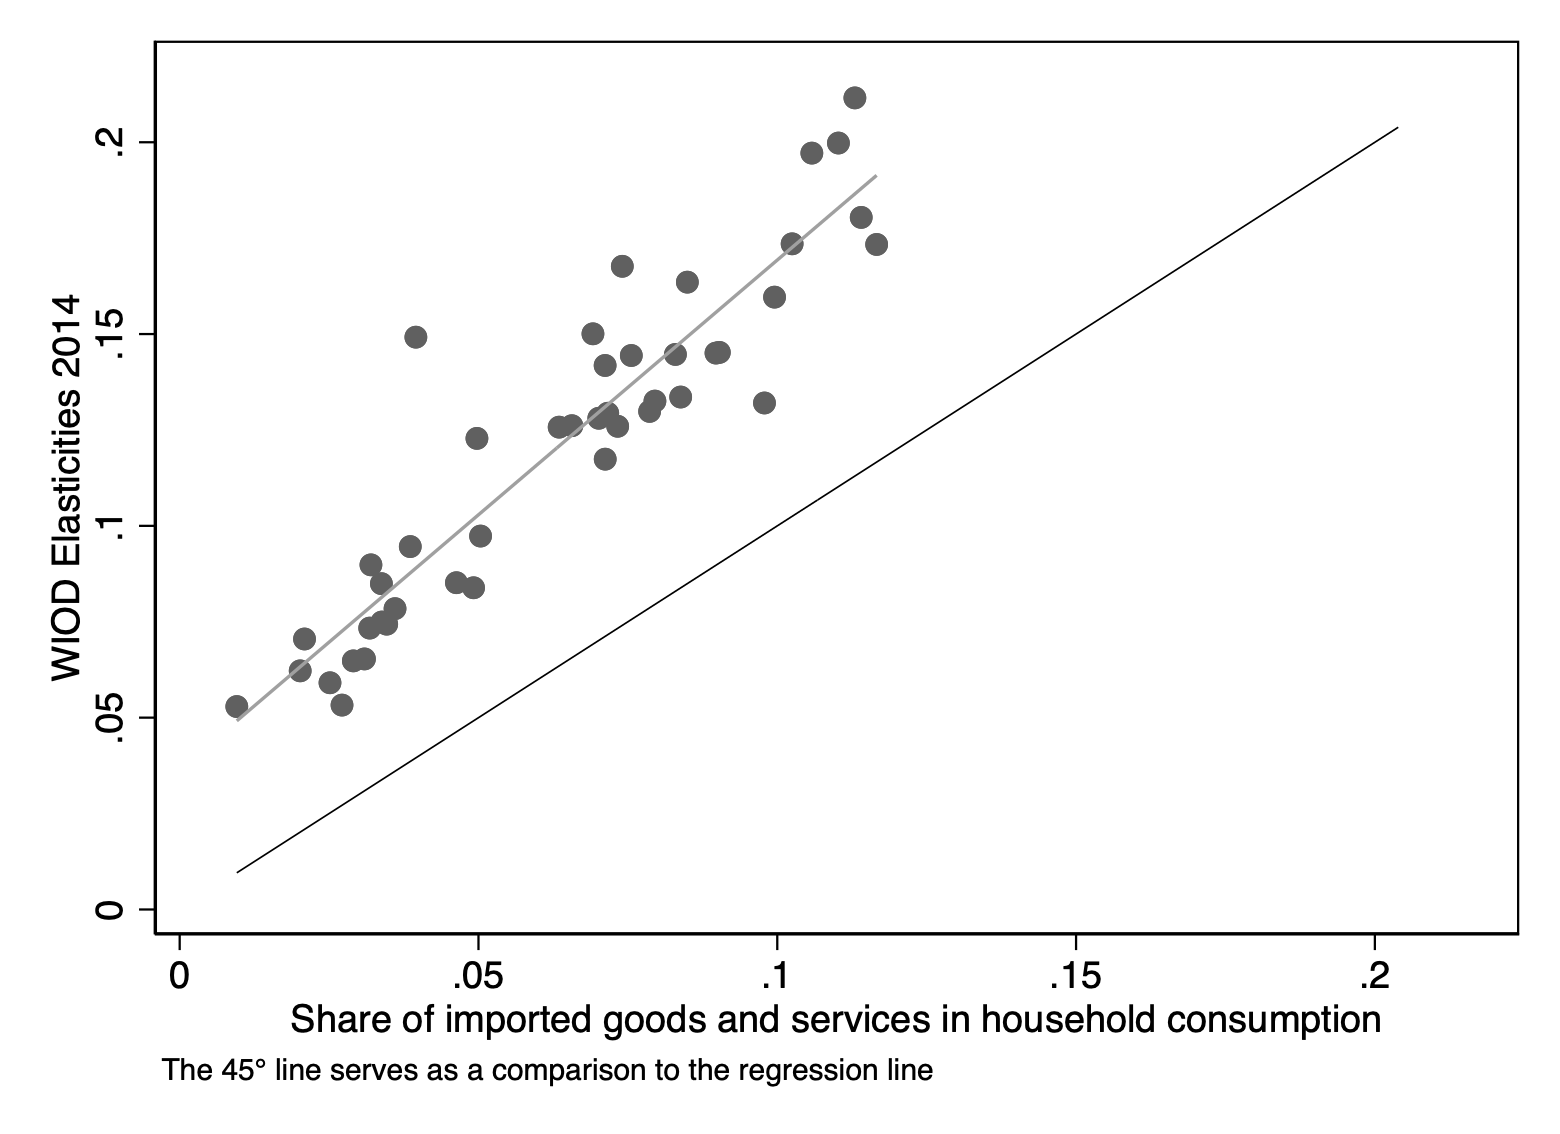 WIOD Elasticities 2014
.2
.15
.1
.05
0
0 .05 .1 .15 .2
Share of imported goods and services in household consumption
The 45° line serves as a comparison to the regression line